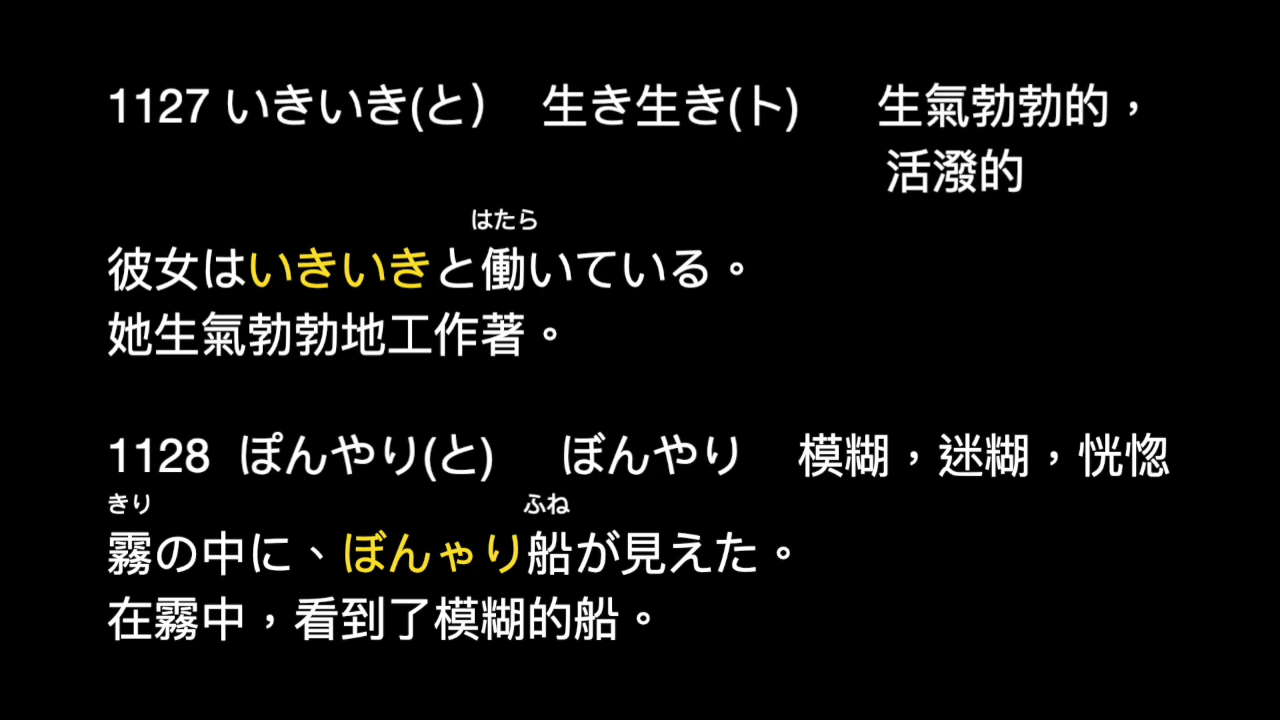 1127 いきいき(と） 生き生き(ト) 生氣勃勃的，
活潑的
はたら
彼女はいきいきと働いている。
她生氣勃勃地工作著。
1128 ぽんやり(と) ぼんやり 模糊，迷糊，恍惚
きり ふね
霧の中に、ぼんゃり船が見えた。
在霧中，看到了模糊的船。